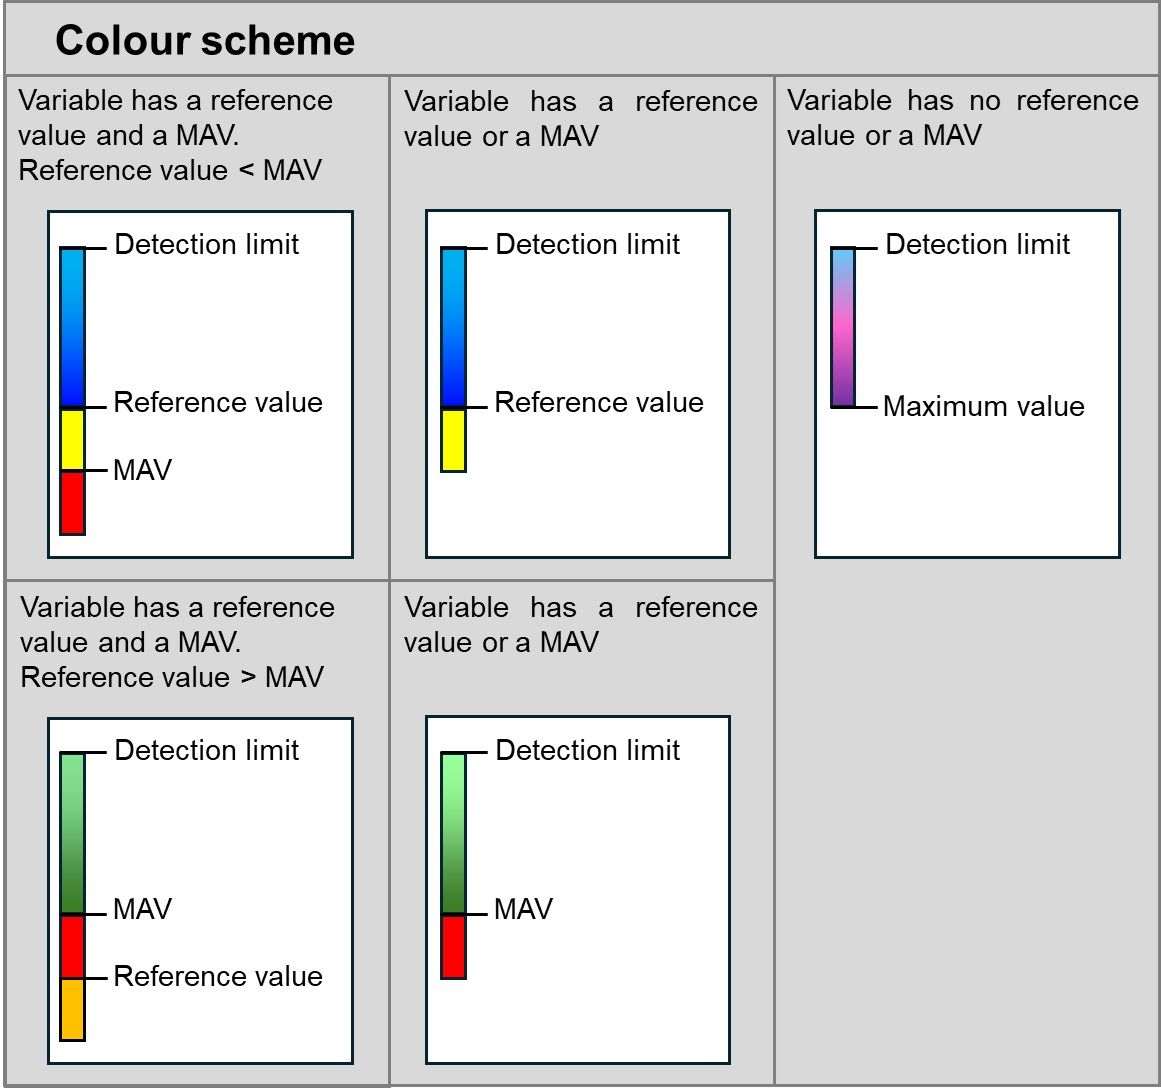 Colour scheme
Variable has a reference
value and a MAV.
Reference value < MAV
Detection limit
Reference value
MAV
Variable has a reference
value or a MAV
Detection limit
Reference value
Variable has no reference
value or a MAV
Detection limit
Maximum value
Variable has a reference
value and a MAV.
Reference value > MAV
Detection limit
MAV
Reference value
Variable has a reference
value or a MAV
Detection limit
MAV